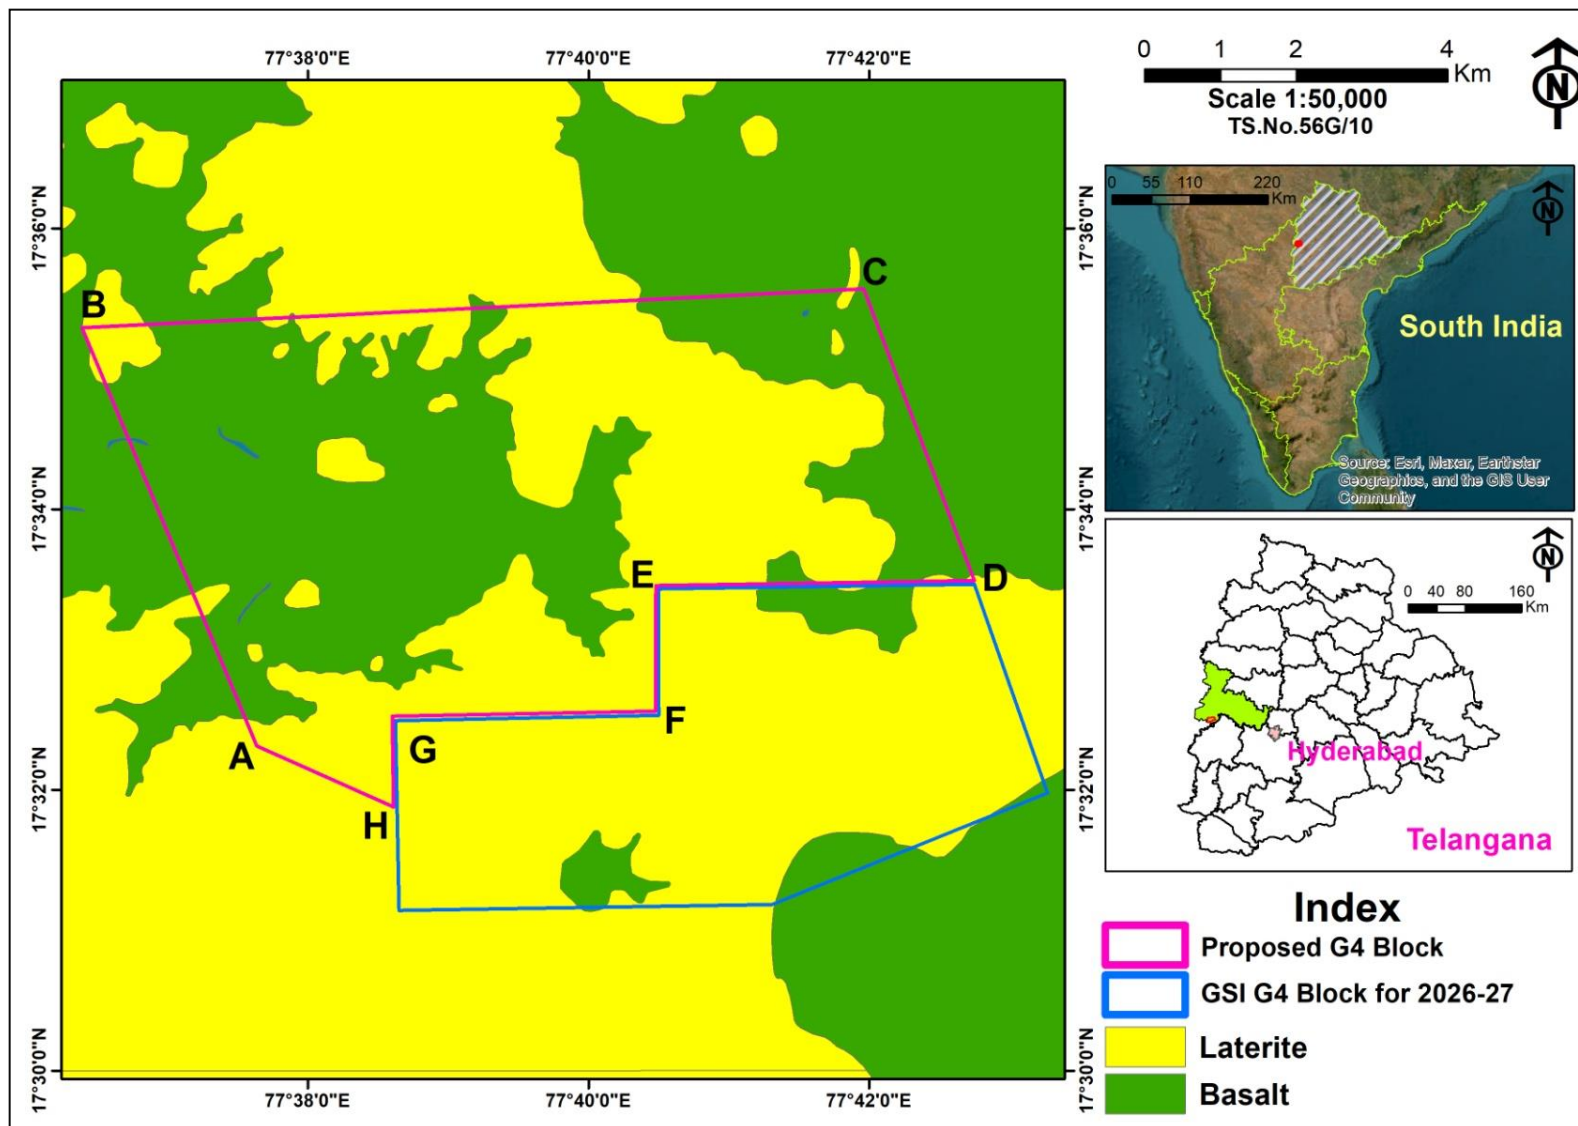 77°38'0"E
77°40'0"E
77°42'0"E
0
1
2
4
Km
Scale 1:50,000
TS.No.56G/10
N
17°36'0"N
17°34'0"N
17°32'0"N
17°30'0"N
B
C
E
D
F
A
G
H
17°36'0"N
17°34'0"N
17°32'0"N
17°30'0"N
77°38'0"E
77°40'0"E
77°42'0"E
0 55 110 220
Km
N
South India
Source: Esri, Maxar, Earthstar
Geographics, and the GIS User
Community
N
0 40 80 160
Km
Hyderabad
Telangana
Index
Proposed G4 Block
GSI G4 Block for 2026-27
Laterite
Basalt